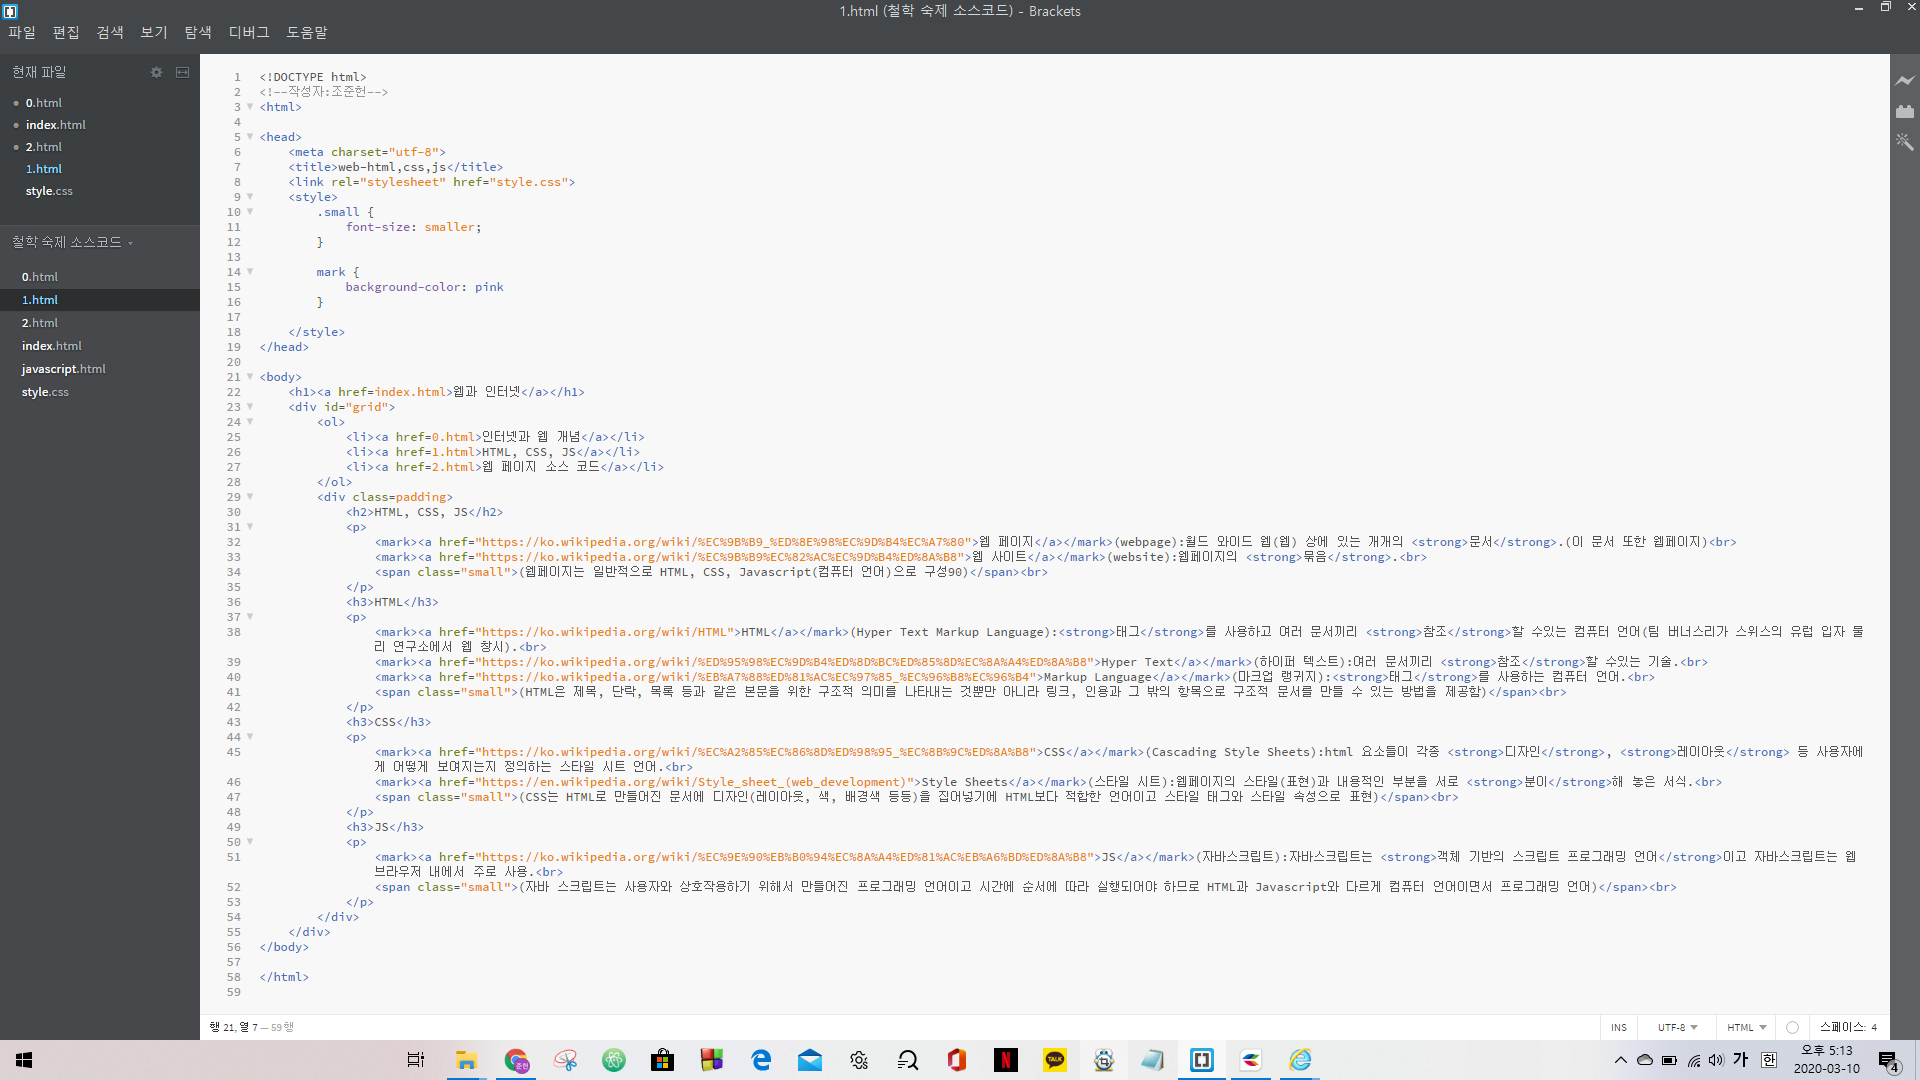 1.html (철학 숙제 소스코드) - Brackets
파일 편집 검색 보기 탐색 디버그 도움말
현재 파일
0.html
index.html
2.html
1.html
style.css
철학 숙제 소스코드
0.html
1.html
2.html
index.html
javascript.html
style.css
1 <!DOCTYPE html>
2 <!--작성자:조준헌-->
3 <html>
4
5 <head>
6 <meta charset="utf-8">
7 <title>web-html,css,js</title>
8 <link rel="stylesheet" href="style.css">
9 <style>
10 .small {
11 font-size: smaller;
12 }
13
14 mark {
15 background-color: pink
16 }
17
18 </style>
19 </head>
20
21 <body>
22 <h1><a href=index.html>웹과 인터넷</a></h1>
23 <div id="grid">
24 <ol>
25 <li><a href=0.html>인터넷과 웹 개념</a></li>
26 <li><a href=1.html>HTML, CSS, JS</a></li>
27 <li><a href=2.html>웹 페이지 소스 코드</a></li>
28 </ol>
29 <div class=padding>
30 <h2>HTML, CSS, JS</h2>
31 <p>
32 <mark><a href="https://ko.wikipedia.org/wiki/%EC%9B%B9_%ED%8E%98%EC%9D%B4%EC%A7%80">웹 페이지</a></mark>(webpage):월드 와이드 웹(웹) 상에 있는 개개의 <strong>문서</strong>.(이 문서 또한 웹페이지)<br>
33 <mark><a href="https://ko.wikipedia.org/wiki/%EC%9B%B9%EC%82%AC%EC%9D%B4%ED%8A%B8">웹 사이트</a></mark>(website):웹페이지의 <strong>묶음</strong>.<br>
34 <span class="small">(웹페이지는 일반적으로 HTML, CSS, Javascript(컴퓨터 언어)으로 구성90)</span><br>
35 </p>
36 <h3>HTML</h3>
37 <p>
38 <mark><a href="https://ko.wikipedia.org/wiki/HTML">HTML</a></mark>(Hyper Text Markup Language):<strong>태그</strong>를 사용하고 여러 문서끼리 <strong>참조</strong>할 수있는 컴퓨터 언어(팀 버너스리가 스위스의 유럽 입자 물
리 연구소에서 웹 창시).<br>
39 <mark><a href="https://ko.wikipedia.org/wiki/%ED%95%98%EC%9D%B4%ED%8D%BC%ED%85%8D%EC%8A%A4%ED%8A%B8">Hyper Text</a></mark>(하이퍼 텍스트):여러 문서끼리 <strong>참조</strong>할 수있는 기술.<br>
40 <mark><a href="https://ko.wikipedia.org/wiki/%EB%A7%88%ED%81%AC%EC%97%85_%EC%96%B8%EC%96%B4">Markup Language</a></mark>(마크업 랭귀지):<strong>태그</strong>를 사용하는 컴퓨터 언어.<br>
41 <span class="small">(HTML은 제목, 단락, 목록 등과 같은 본문을 위한 구조적 의미를 나타내는 것뿐만 아니라 링크, 인용과 그 밖의 항목으로 구조적 문서를 만들 수 있는 방법을 제공함)</span><br>
42 </p>
43 <h3>CSS</h3>
44 <p>
45 <mark><a href="https://ko.wikipedia.org/wiki/%EC%A2%85%EC%86%8D%ED%98%95_%EC%8B%9C%ED%8A%B8">CSS</a></mark>(Cascading Style Sheets):html 요소들이 각종 <strong>디자인</strong>, <strong>레이아웃</strong> 등 사용자에
게 어떻게 보여지는지 정의하는 스타일 시트 언어.<br>
46 <mark><a href="https://en.wikipedia.org/wiki/Style_sheet_(web_development)">Style Sheets</a></mark>(스타일 시트):웹페이지의 스타일(표현)과 내용적인 부분을 서로 <strong>분이</strong>해 놓은 서식.<br>
47 <span class="small">(CSS는 HTML로 만들어진 문서에 디자인(레이아웃, 색, 배경색 등등)을 집어넣기에 HTML보다 적합한 언어이고 스타일 태그와 스타일 속성으로 표현)</span><br>
48 </p>
49 <h3>JS</h3>
50 <p>
51 <mark><a href="https://ko.wikipedia.org/wiki/%EC%9E%90%EB%B0%94%EC%8A%A4%ED%81%AC%EB%A6%BD%ED%8A%B8">JS</a></mark>(자바스크립트):자바스크립트는 <strong>객체 기반의 스크립트 프로그래밍 언어</strong>이고 자바스크립트는 웹
브라우저 내에서 주로 사용.<br>
52 <span class="small">(자바 스크립트는 사용자와 상호작용하기 위해서 만들어진 프로그래밍 언어이고 시간에 순서에 따라 실행되어야 하므로 HTML과 Javascript와 다르게 컴퓨터 언어이면서 프로그래밍 언어)</span><br>
53 </p>
54 </div>
55 </div>
56 </body>
57
58 </html>
59
행 21, 열 7 — 59 행 INS UTF-8 HTML 스페이스: 4
TALK
가 한 오후 5:13
2020-03-10
4